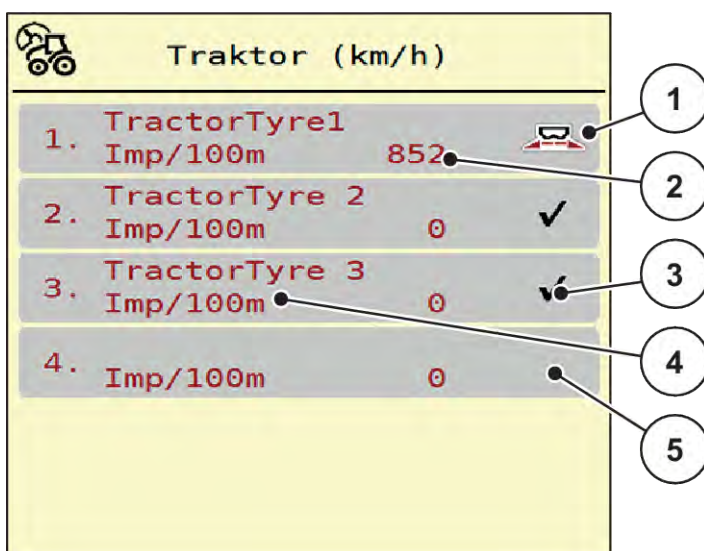 Traktor (km/h)
1. TractorTyre1
Imp/100m 852
2. TractorTyre 2
Imp/100m 0
3. TractorTyre 3
Imp/100m 0
4.
Imp/100m 0
1
2
3
4
5